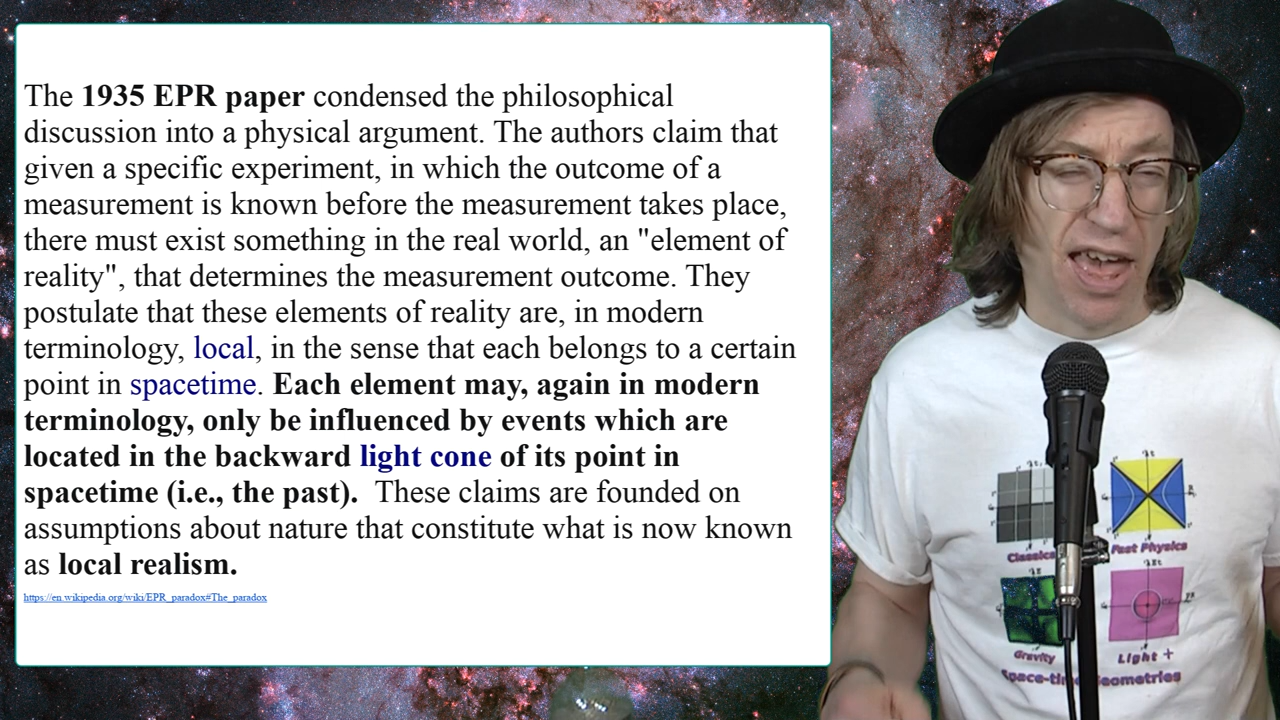 The 1935 EPR paper condensed the philosophical
discussion into a physical argument. The authors claim that
given a specific experiment, in which the outcome of a
measurement is known before the measurement takes place,
there must exist something in the real world, an "element of
reality", that determines the measurement outcome. They
postulate that these elements of reality are, in modern
terminology, local, in the sense that each belongs to a certain
point in spacetime. Each element may, again in modern
terminology, only be influenced by events which are
located in the backward light cone of its point in
spacetime (i.e., the past). These claims are founded on
assumptions about nature that constitute what is now known
as local realism.
https://en.wikipedia.org/wiki/EPR_paradox#The_paradox
Fast Physics
Gravity
Light +